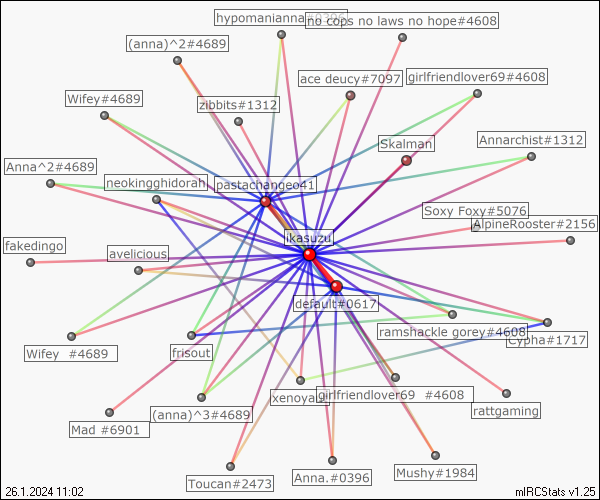 hypomanianna#0396
no cops no laws no hope#4608
(anna)^2#4689
ace deucy#7097
girlfriendlover69#4608
Wifey#4689
zibbits#1312
Skalman
Annarchist#1312
Anna^2#4689
neokingghidorah
pastachangeo41
Soxy Foxy#5076
AlpineRooster#2156
ikasuzu
fakedingo
avelicious
default#0617
ramshackle gorey#4608
Cypha#1717
Wifey #4689
frisout
xenoya
girlfriendlover69 #4608
rattgaming
Mad #6901
(anna)^3#4689
Toucan#2473
Anna.#0396
Mushy#1984
26.1.2024 11:02
mIRCStats v1.25